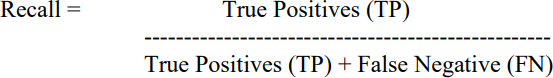 Recall = True Positives (TP)
----------------------------------------------------
True Positives (TP) + False Negative (FN)